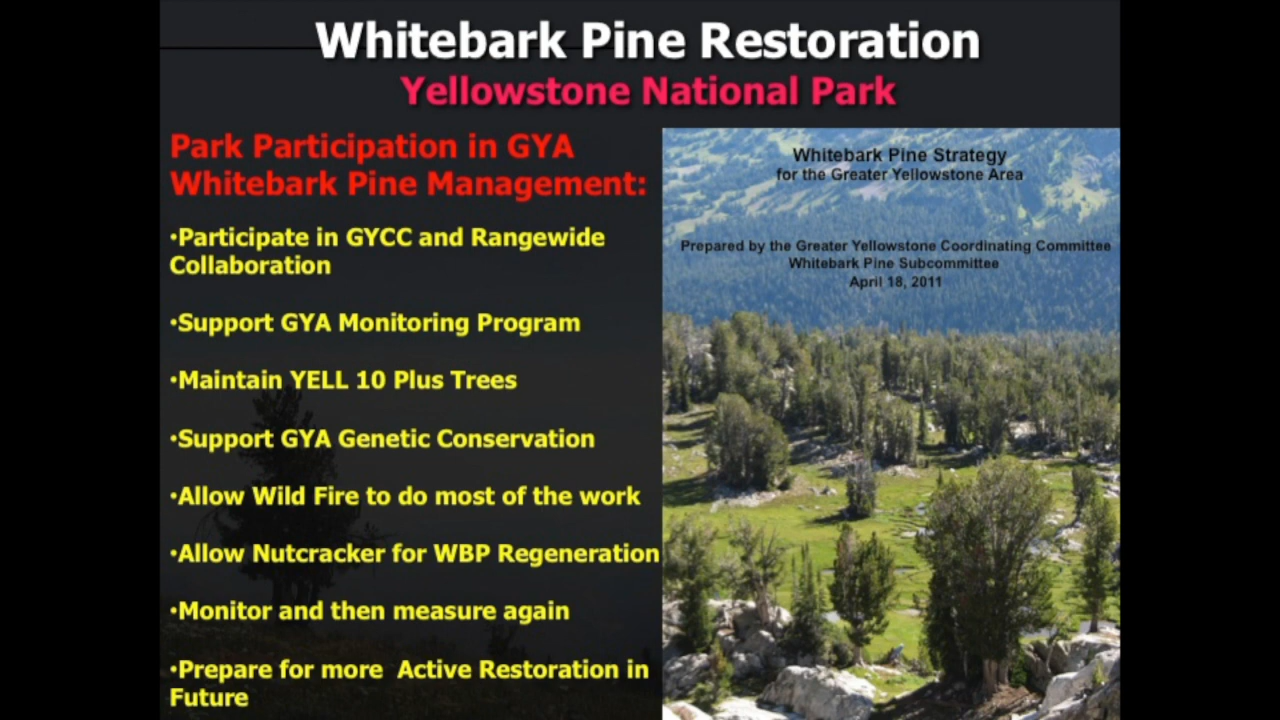 Whitebark Pine Restoration
Yellowstone National Park
Park Participation in GYA
Whitebark Pine Management:
•Participate in GYCC and Rangewide
Collaboration
•Support GYA Monitoring Program
•Maintain YELL 10 Plus Trees
•Support GYA Genetic Conservation
•Allow Wild Fire to do most of the work
•Allow Nutcracker for WBP Regeneration
•Monitor and then measure again
•Prepare for more  Active Restoration in
Future
Whitebark Pine Strategy
for the Greater Yellowstone Area
Prepared by the Greater Yellowstone Coordinating Committee
Whitebark Pine Subcommittee
April 18, 2011